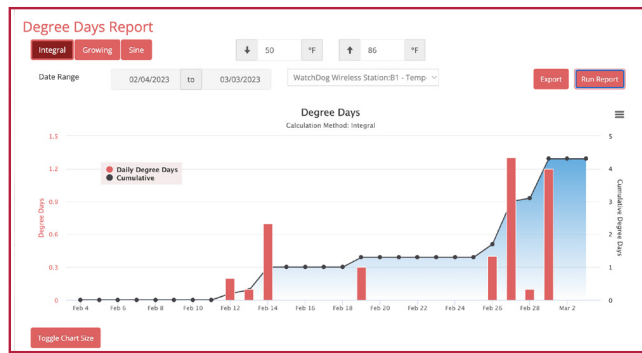 Degree Days Report
Integral Growing Sine 50 °F 86 °F
Date Range 02/04/2023 to 03/03/2023 WatchDog Wireless Station:B1 - Temp Export Run Report
Degree Days
Calculation Method: Integral
1.5 5
1.2 4
0.9 3
0.6 2
0.3 1
0 0
Degree Days
Cumulative Degree Days
Daily Degree Days
Cumulative
Feb 4 Feb 6 Feb 8 Feb 10 Feb 12 Feb 14 Feb 16 Feb 18 Feb 20 Feb 22 Feb 24 Feb 26 Feb 28 Mar 2
Toggle Chart Size